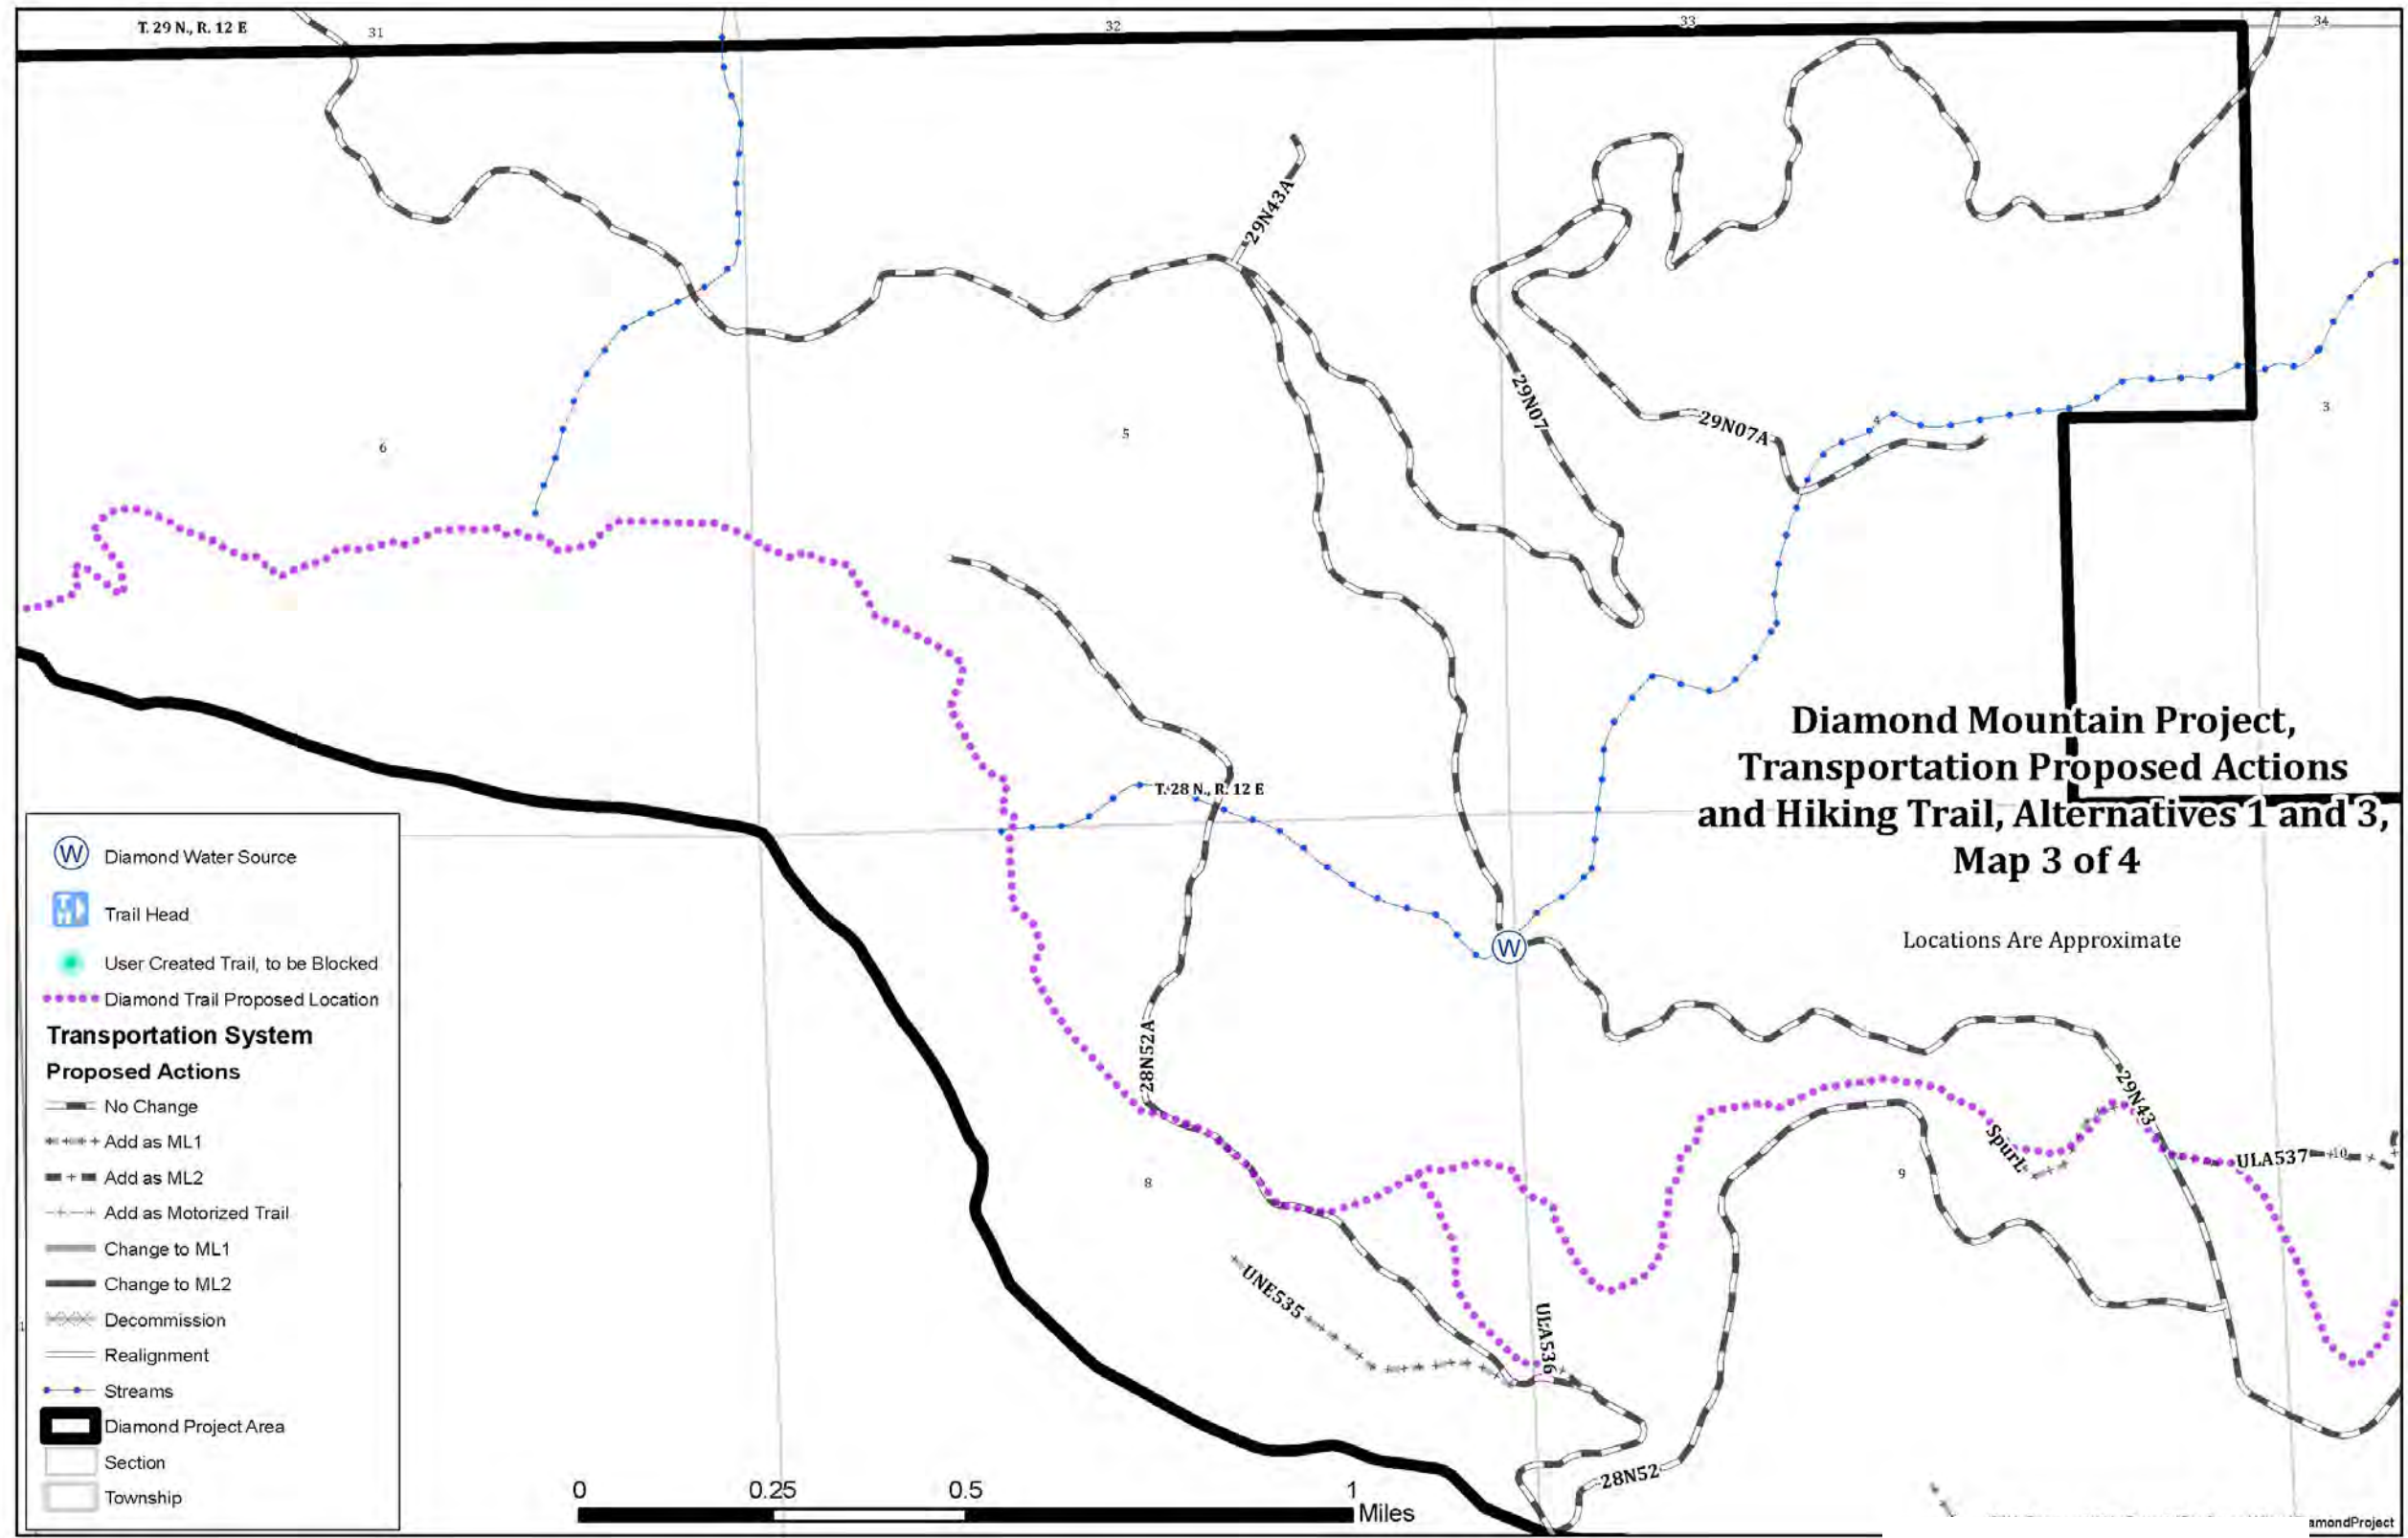 T. 29 N., R. 12 E
31
32
33
34
29N43A
29N07
29N07A
4
3
5
6
T. 28 N., R. 12 E
Diamond Mountain Project,
Transportation Proposed Actions
and Hiking Trail, Alternatives 1 and 3,
Map 3 of 4
Locations Are Approximate
W
28N52A
29N43
Spur1
ULA537
10
8
9
UNE535
ULA536
28N52
1
W Diamond Water Source
TH Trail Head
User Created Trail, to be Blocked
Diamond Trail Proposed Location
Transportation System
Proposed Actions
No Change
Add as ML1
Add as ML2
Add as Motorized Trail
Change to ML1
Change to ML2
Decommission
Realignment
Streams
Diamond Project Area
Section
Township
0 0.25 0.5 1
Miles
amondProject